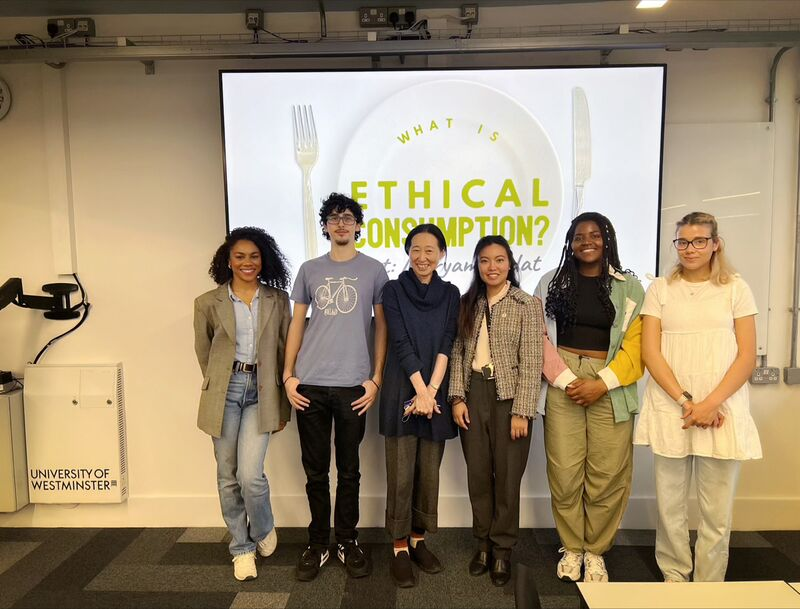 WHAT IS
ETHICAL
CONSUMPTION?
UNIVERSITY OF
WESTMINSTER